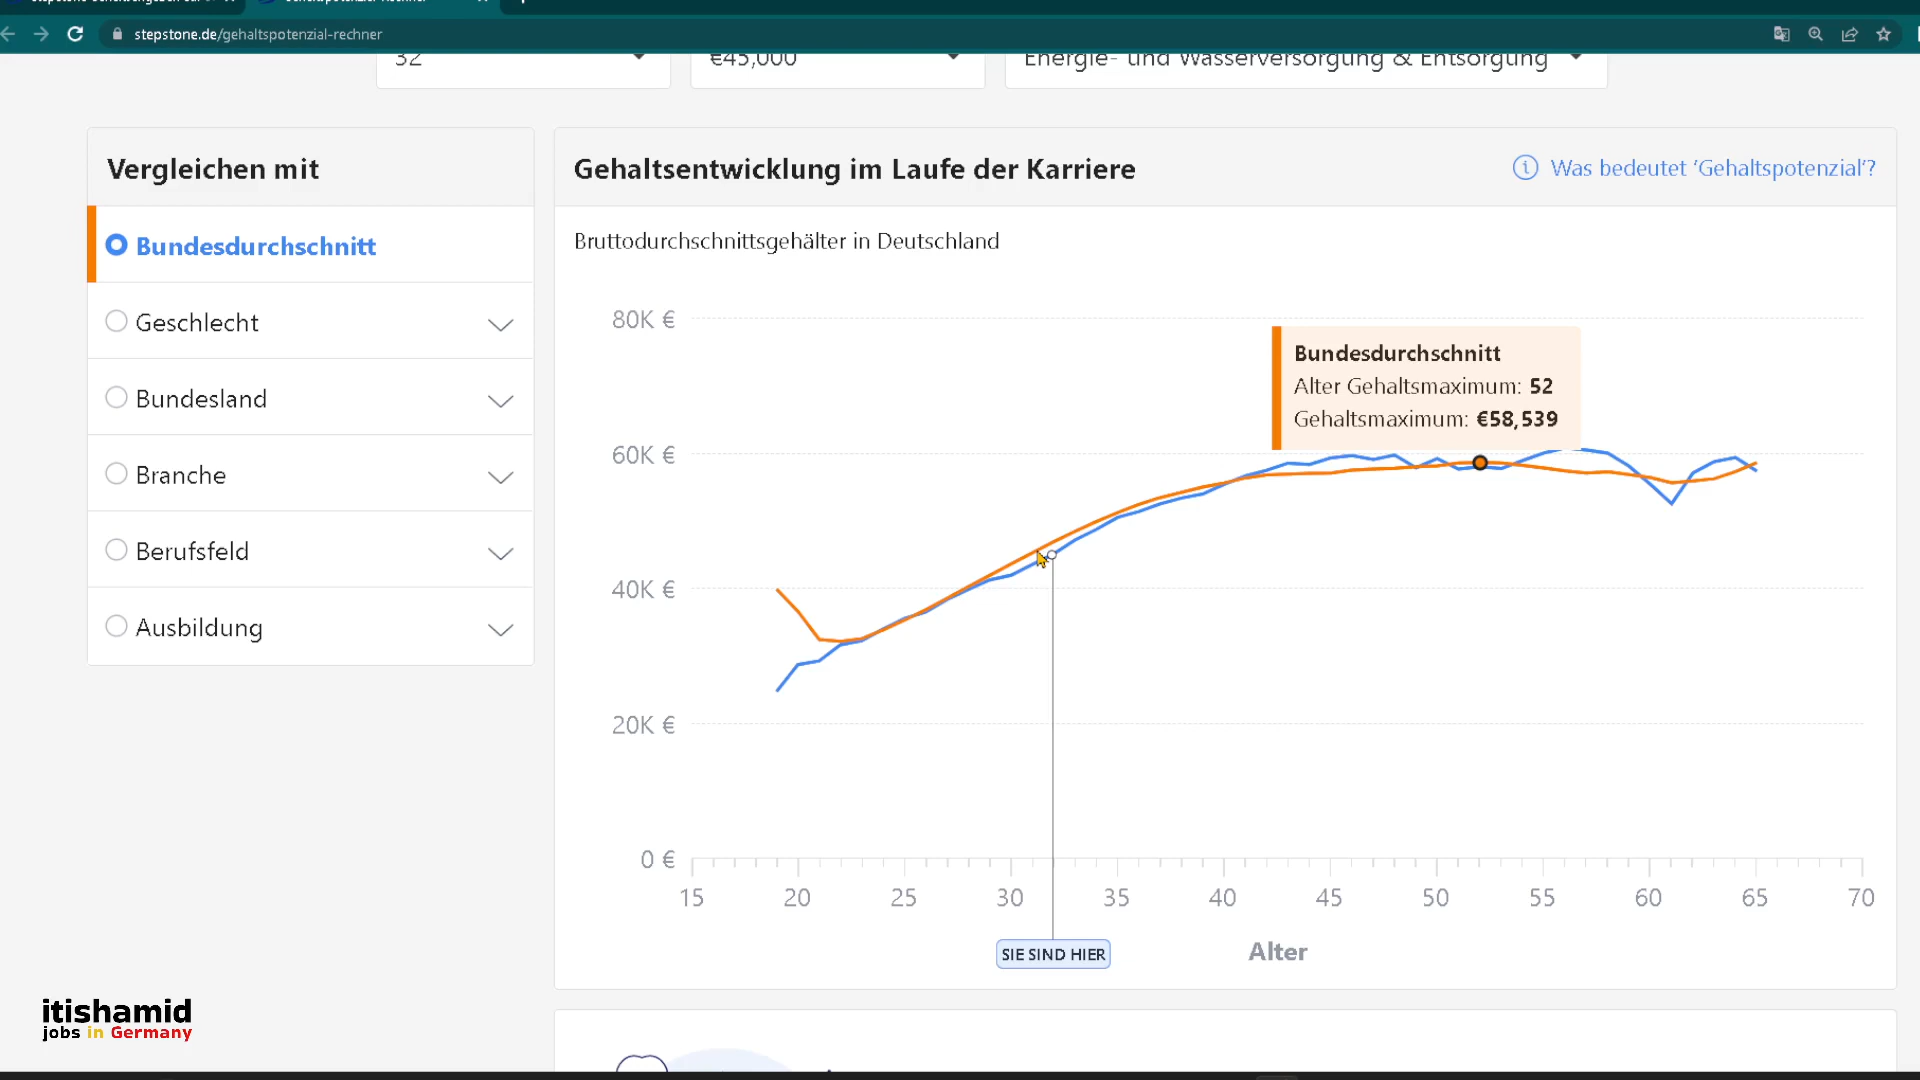 stepstone.de/gehaltspotenzial-rechner
32
€45,000
Energie- und Wasserversorgung & Entsorgung
Vergleichen mit
Bundesdurchschnitt
Geschlecht
Bundesland
Branche
Berufsfeld
Ausbildung
Gehaltsentwicklung im Laufe der Karriere
Was bedeutet ‘Gehaltspotenzial’?
Bruttodurchschnittsgehälter in Deutschland
80K €
60K €
40K €
20K €
0 €
Bundesdurchschnitt
Alter Gehaltsmaximum: 52
Gehaltsmaximum: €58,539
15 20 25 30 35 40 45 50 55 60 65 70
SIE SIND HIER
Alter
itishamid
jobs in Germany